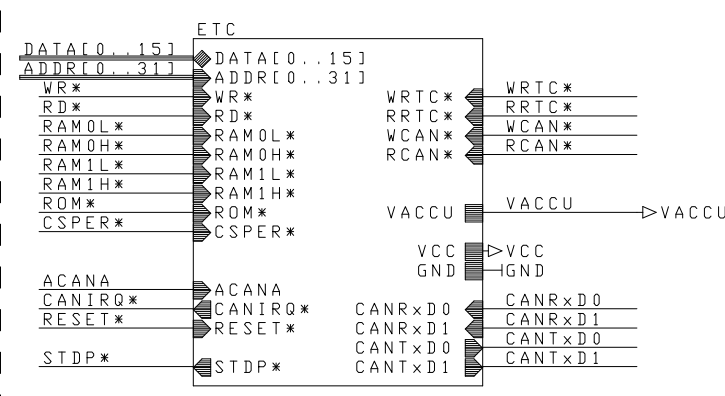 ETC
DATA[0..15] DATA[0..15]
ADDR[0..31] ADDR[0..31]
WR* WR* WRTC* WRTC*
RD* RD* RRTC* RRTC*
RAM0L* RAM0L* WCAN* WCAN*
RAM0H* RAM0H* RCAN* RCAN*
RAM1L* RAM1L*
RAM1H* RAM1H*
ROM* ROM* VACCU VACCU VACCU
CSPER* CSPER*
VCC VCC
GND GND
ACANA ACANA
CANIRQ* CANIRQ* CANRxD0 CANRxD0
RESET* RESET* CANRxD1 CANRxD1
CANTxD0 CANTxD0
STDP* STDP* CANTxD1 CANTxD1